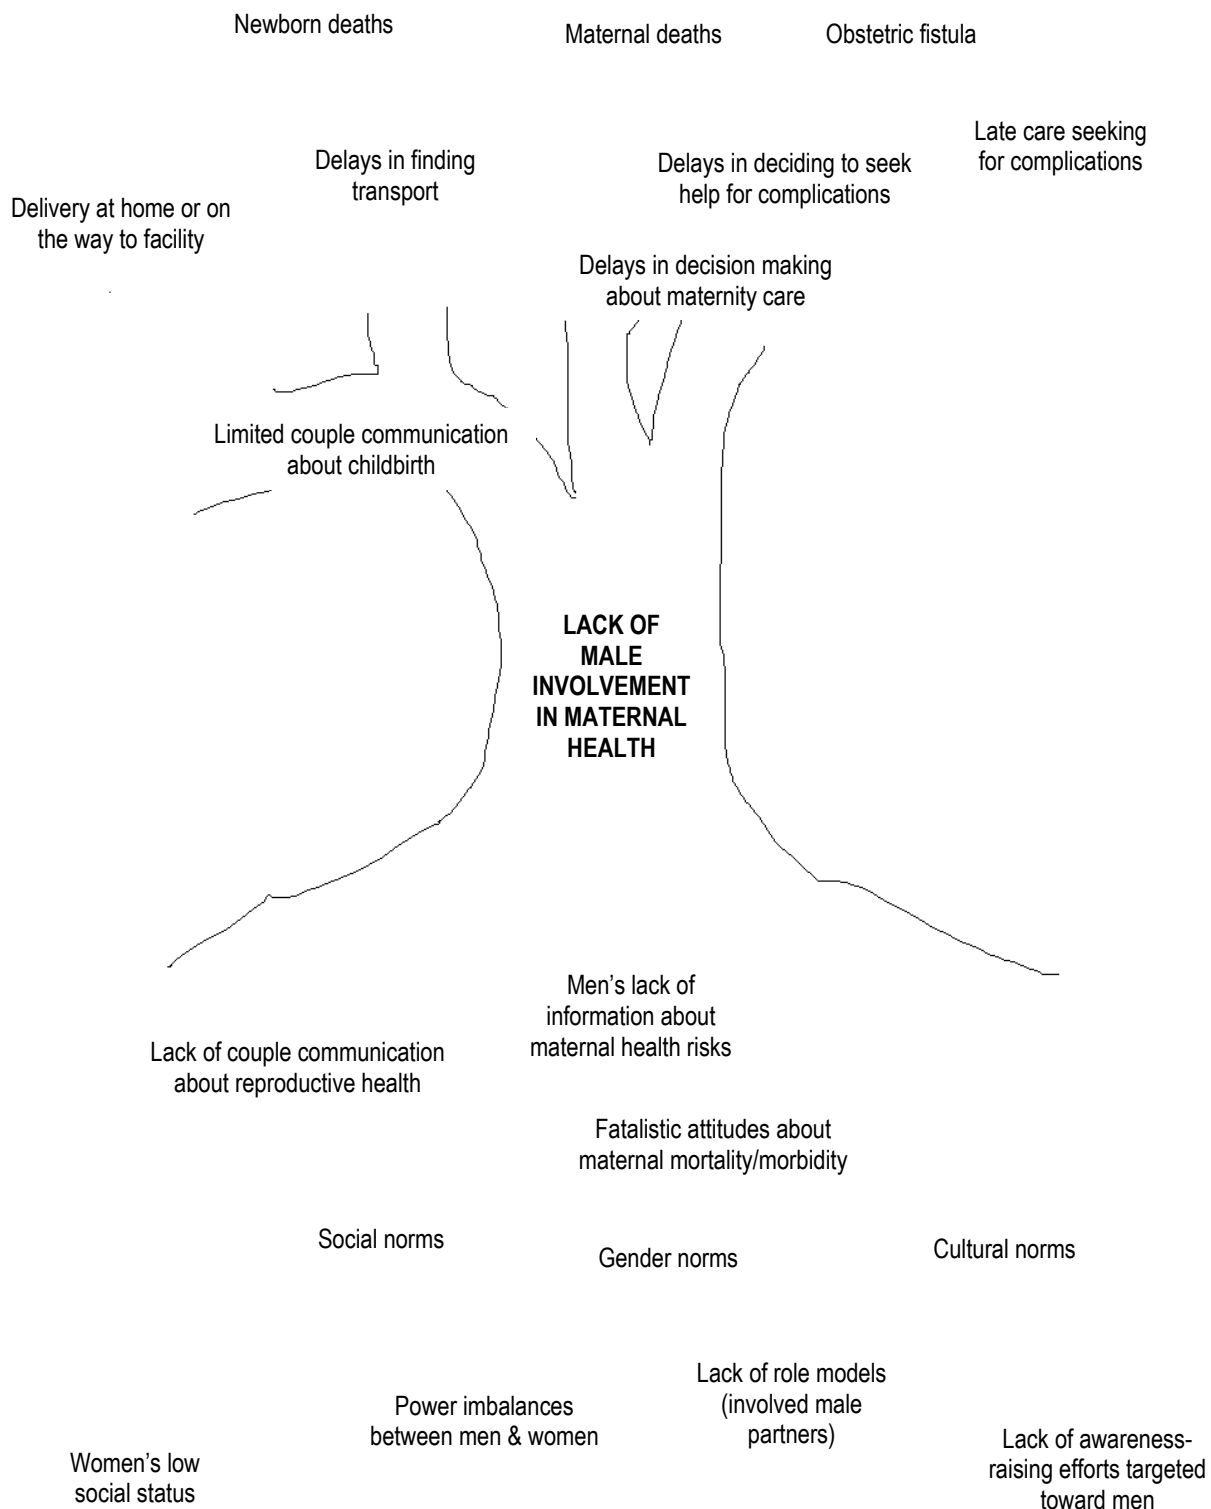 Newborn deaths
Maternal deaths
Obstetric fistula
Late care seeking
for complications
Delays in finding
transport
Delays in deciding to seek
help for complications
Delivery at home or on
the way to facility
Delays in decision making
about maternity care
Limited couple communication
about childbirth
LACK OF
MALE
INVOLVEMENT
IN MATERNAL
HEALTH
Men’s lack of
information about
maternal health risks
Lack of couple communication
about reproductive health
Fatalistic attitudes about
maternal mortality/morbidity
Social norms
Gender norms
Cultural norms
Lack of role models
(involved male
partners)
Power imbalances
between men & women
Lack of awareness-
raising efforts targeted
toward men
Women’s low
social status